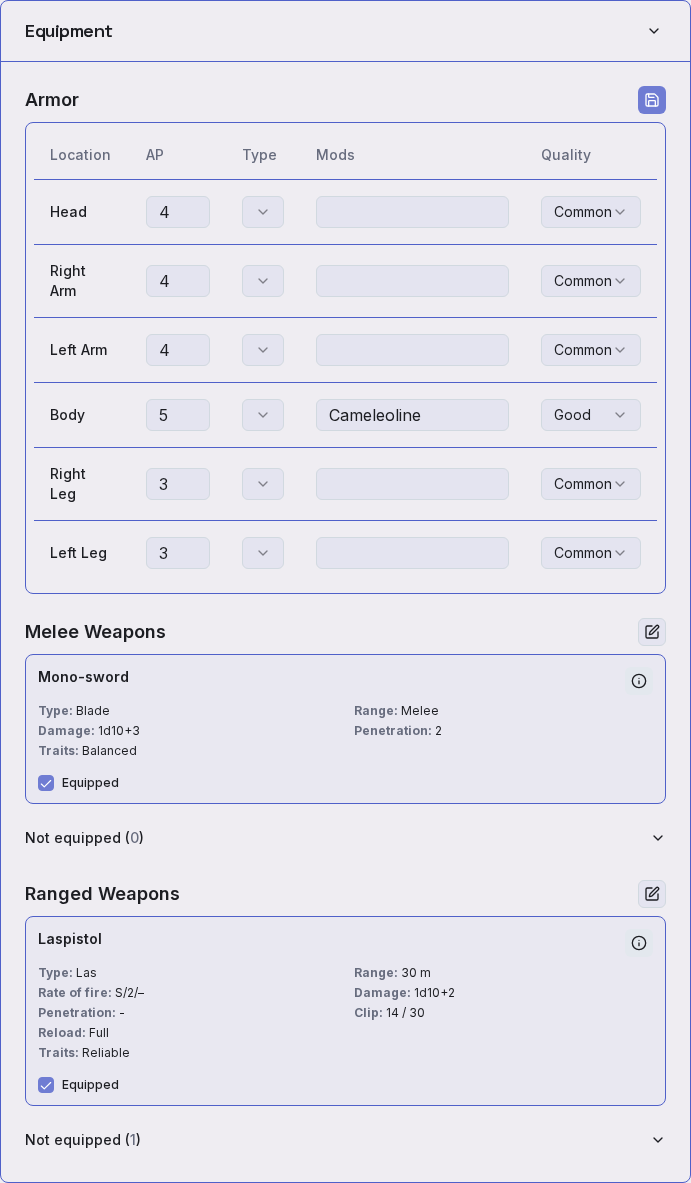 Equipment
Armor
Location AP Type Mods Quality
Head 4 Common
Right
Arm 4 Common
Left Arm 4 Common
Body 5 Cameleoline Good
Right
Leg 3 Common
Left Leg 3 Common
Melee Weapons
Mono-sword
Type: Blade Range: Melee
Damage: 1d10+3 Penetration: 2
Traits: Balanced
Equipped
Not equipped (0)
Ranged Weapons
Laspistol
Type: Las Range: 30 m
Rate of fire: S/2/– Damage: 1d10+2
Penetration: - Clip: 14 / 30
Reload: Full
Traits: Reliable
Equipped
Not equipped (1)